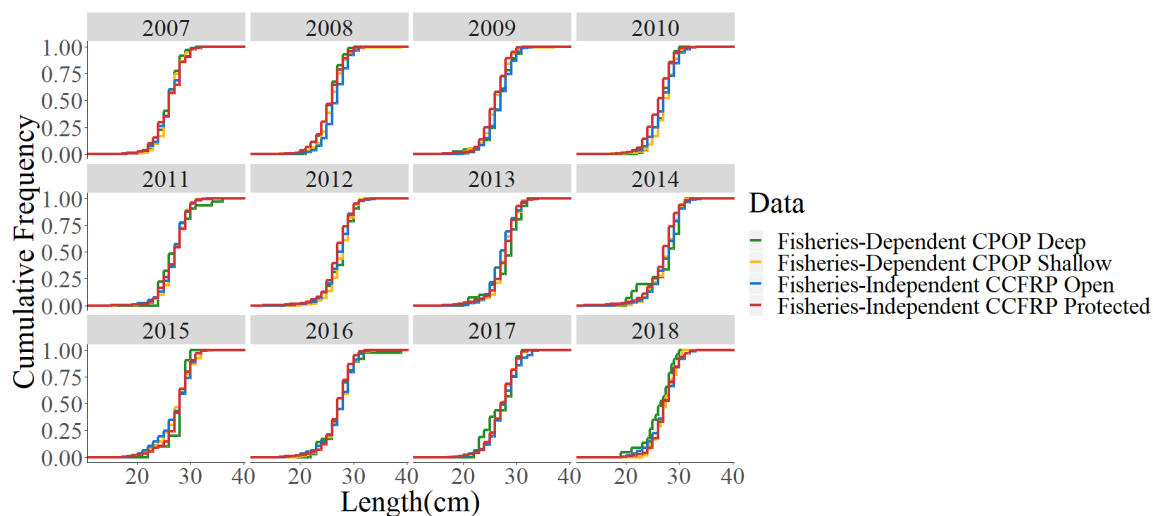 2007 2008 2009 2010
1.00
0.75
0.50
0.25
0.00
2011 2012 2013 2014
1.00
0.75
0.50
0.25
0.00
2015 2016 2017 2018
1.00
0.75
0.50
0.25
0.00
20 30 40 20 30 40 20 30 40 20 30 40
Cumulative Frequency
Length(cm)
Data
Fisheries-Dependent CPOP Deep
Fisheries-Dependent CPOP Shallow
Fisheries-Independent CCFRP Open
Fisheries-Independent CCFRP Protected